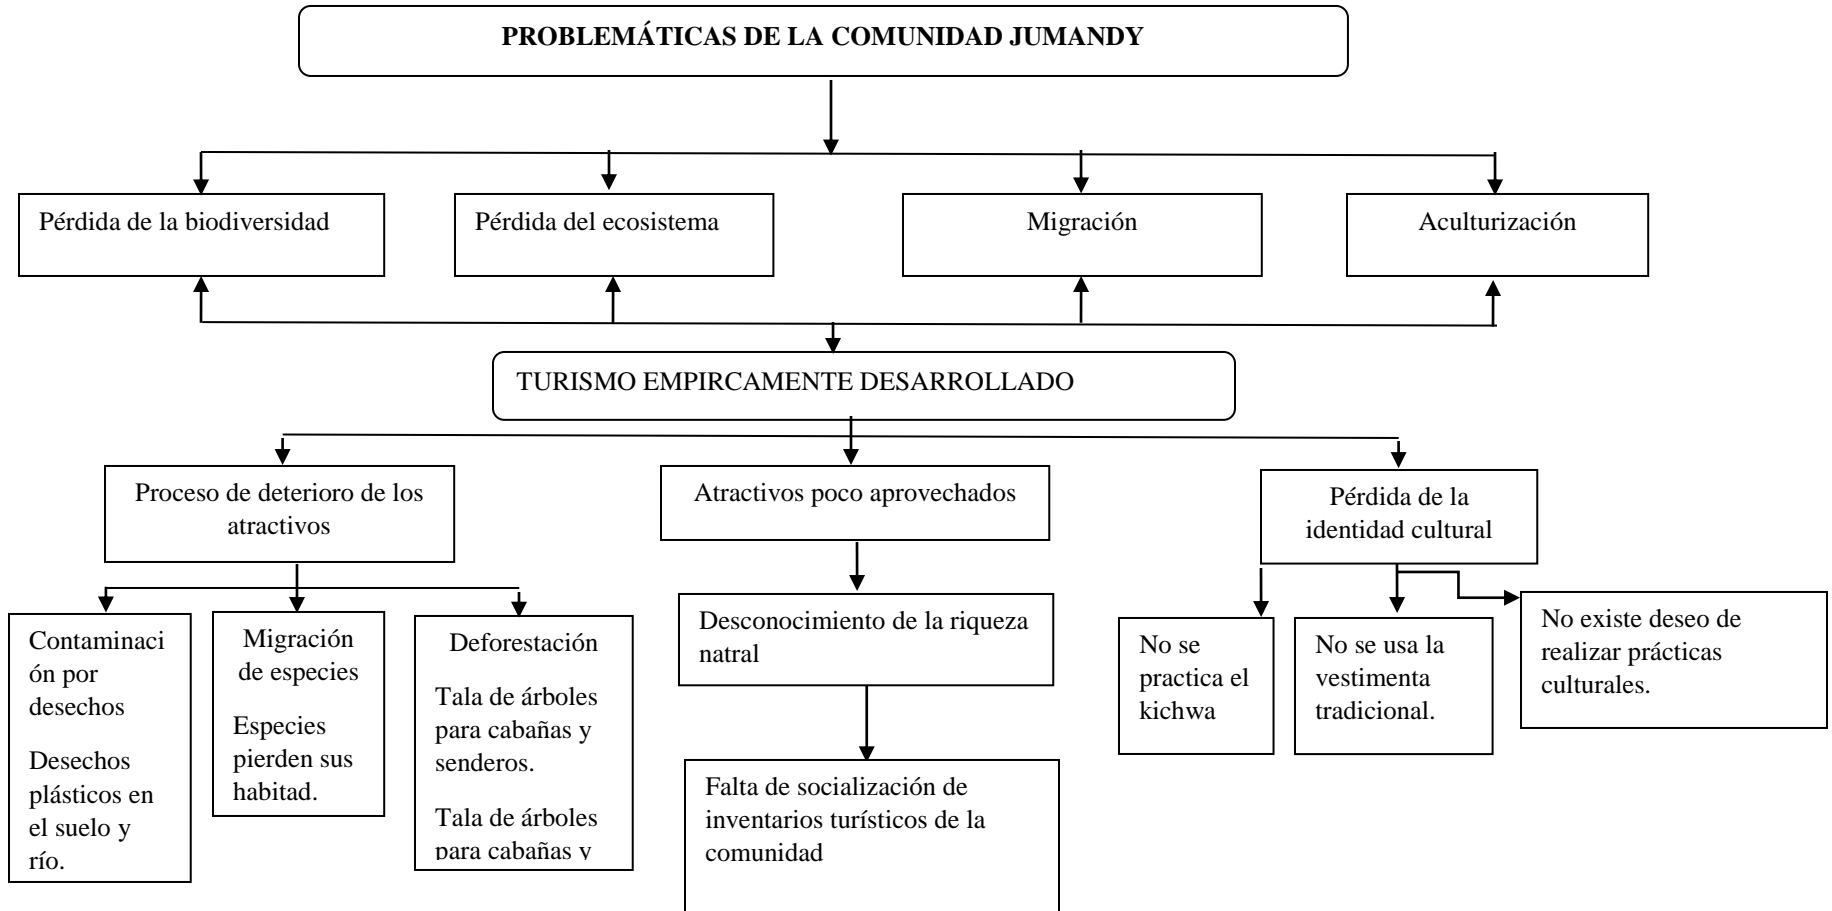 PROBLEMÁTICAS DE LA COMUNIDAD JUMANDY
Pérdida de la biodiversidad
Pérdida del ecosistema
Migración
Aculturización
TURISMO EMPIRCAMENTE DESARROLLADO
Proceso de deterioro de los
atractivos
Atractivos poco aprovechados
Pérdida de la
identidad cultural
Contaminaci
ón por
desechos
Desechos
plásticos en
el suelo y
río.
Migración
de especies
Especies
pierden sus
habitad.
Deforestación
Tala de árboles
para cabañas y
senderos.
Tala de árboles
para cabañas y
Desconocimiento de la riqueza
natral
Falta de socialización de
inventarios turísticos de la
comunidad
No se
practica el
kichwa
No se usa la
vestimenta
tradicional.
No existe deseo de
realizar prácticas
culturales.